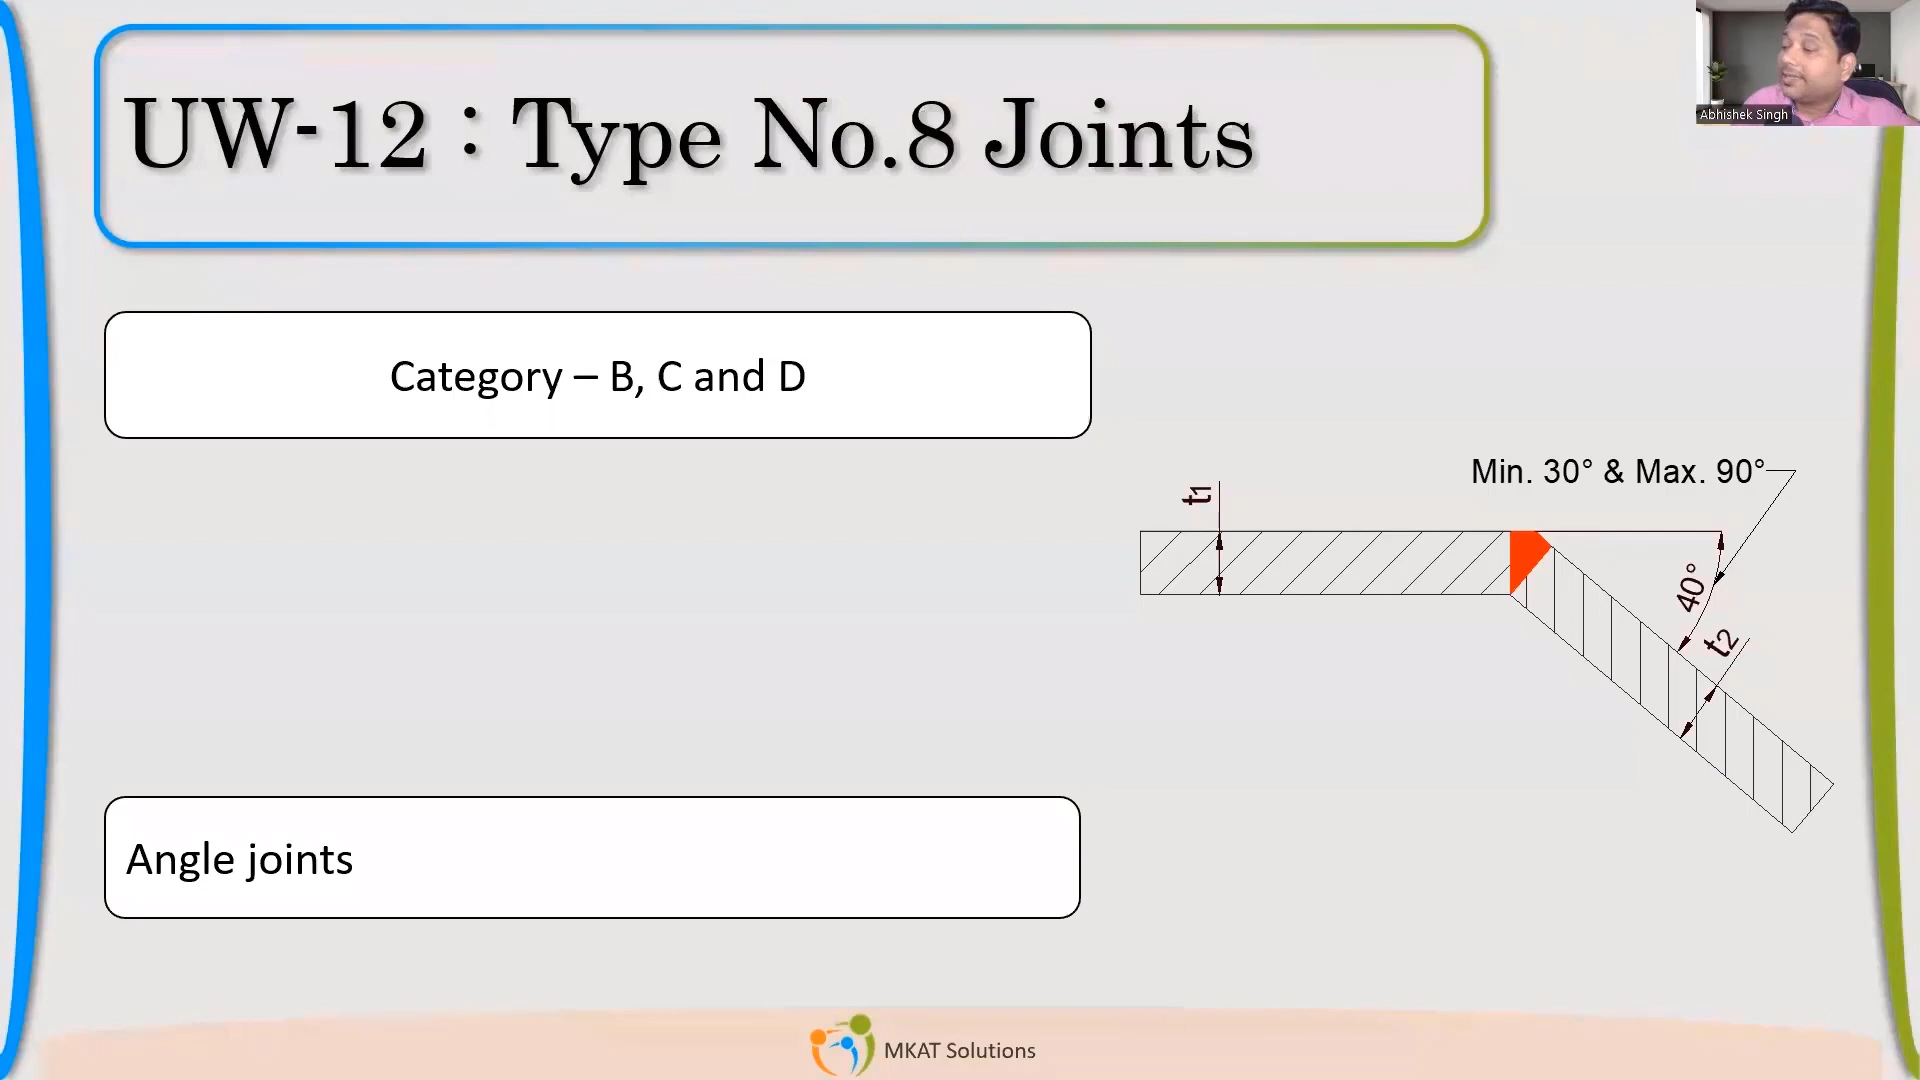 UW-12 : Type No.8 Joints
Abhishek Singh
Category – B, C and D
Min. 30° & Max. 90°
t1
40°
t2
Angle joints
MKAT Solutions